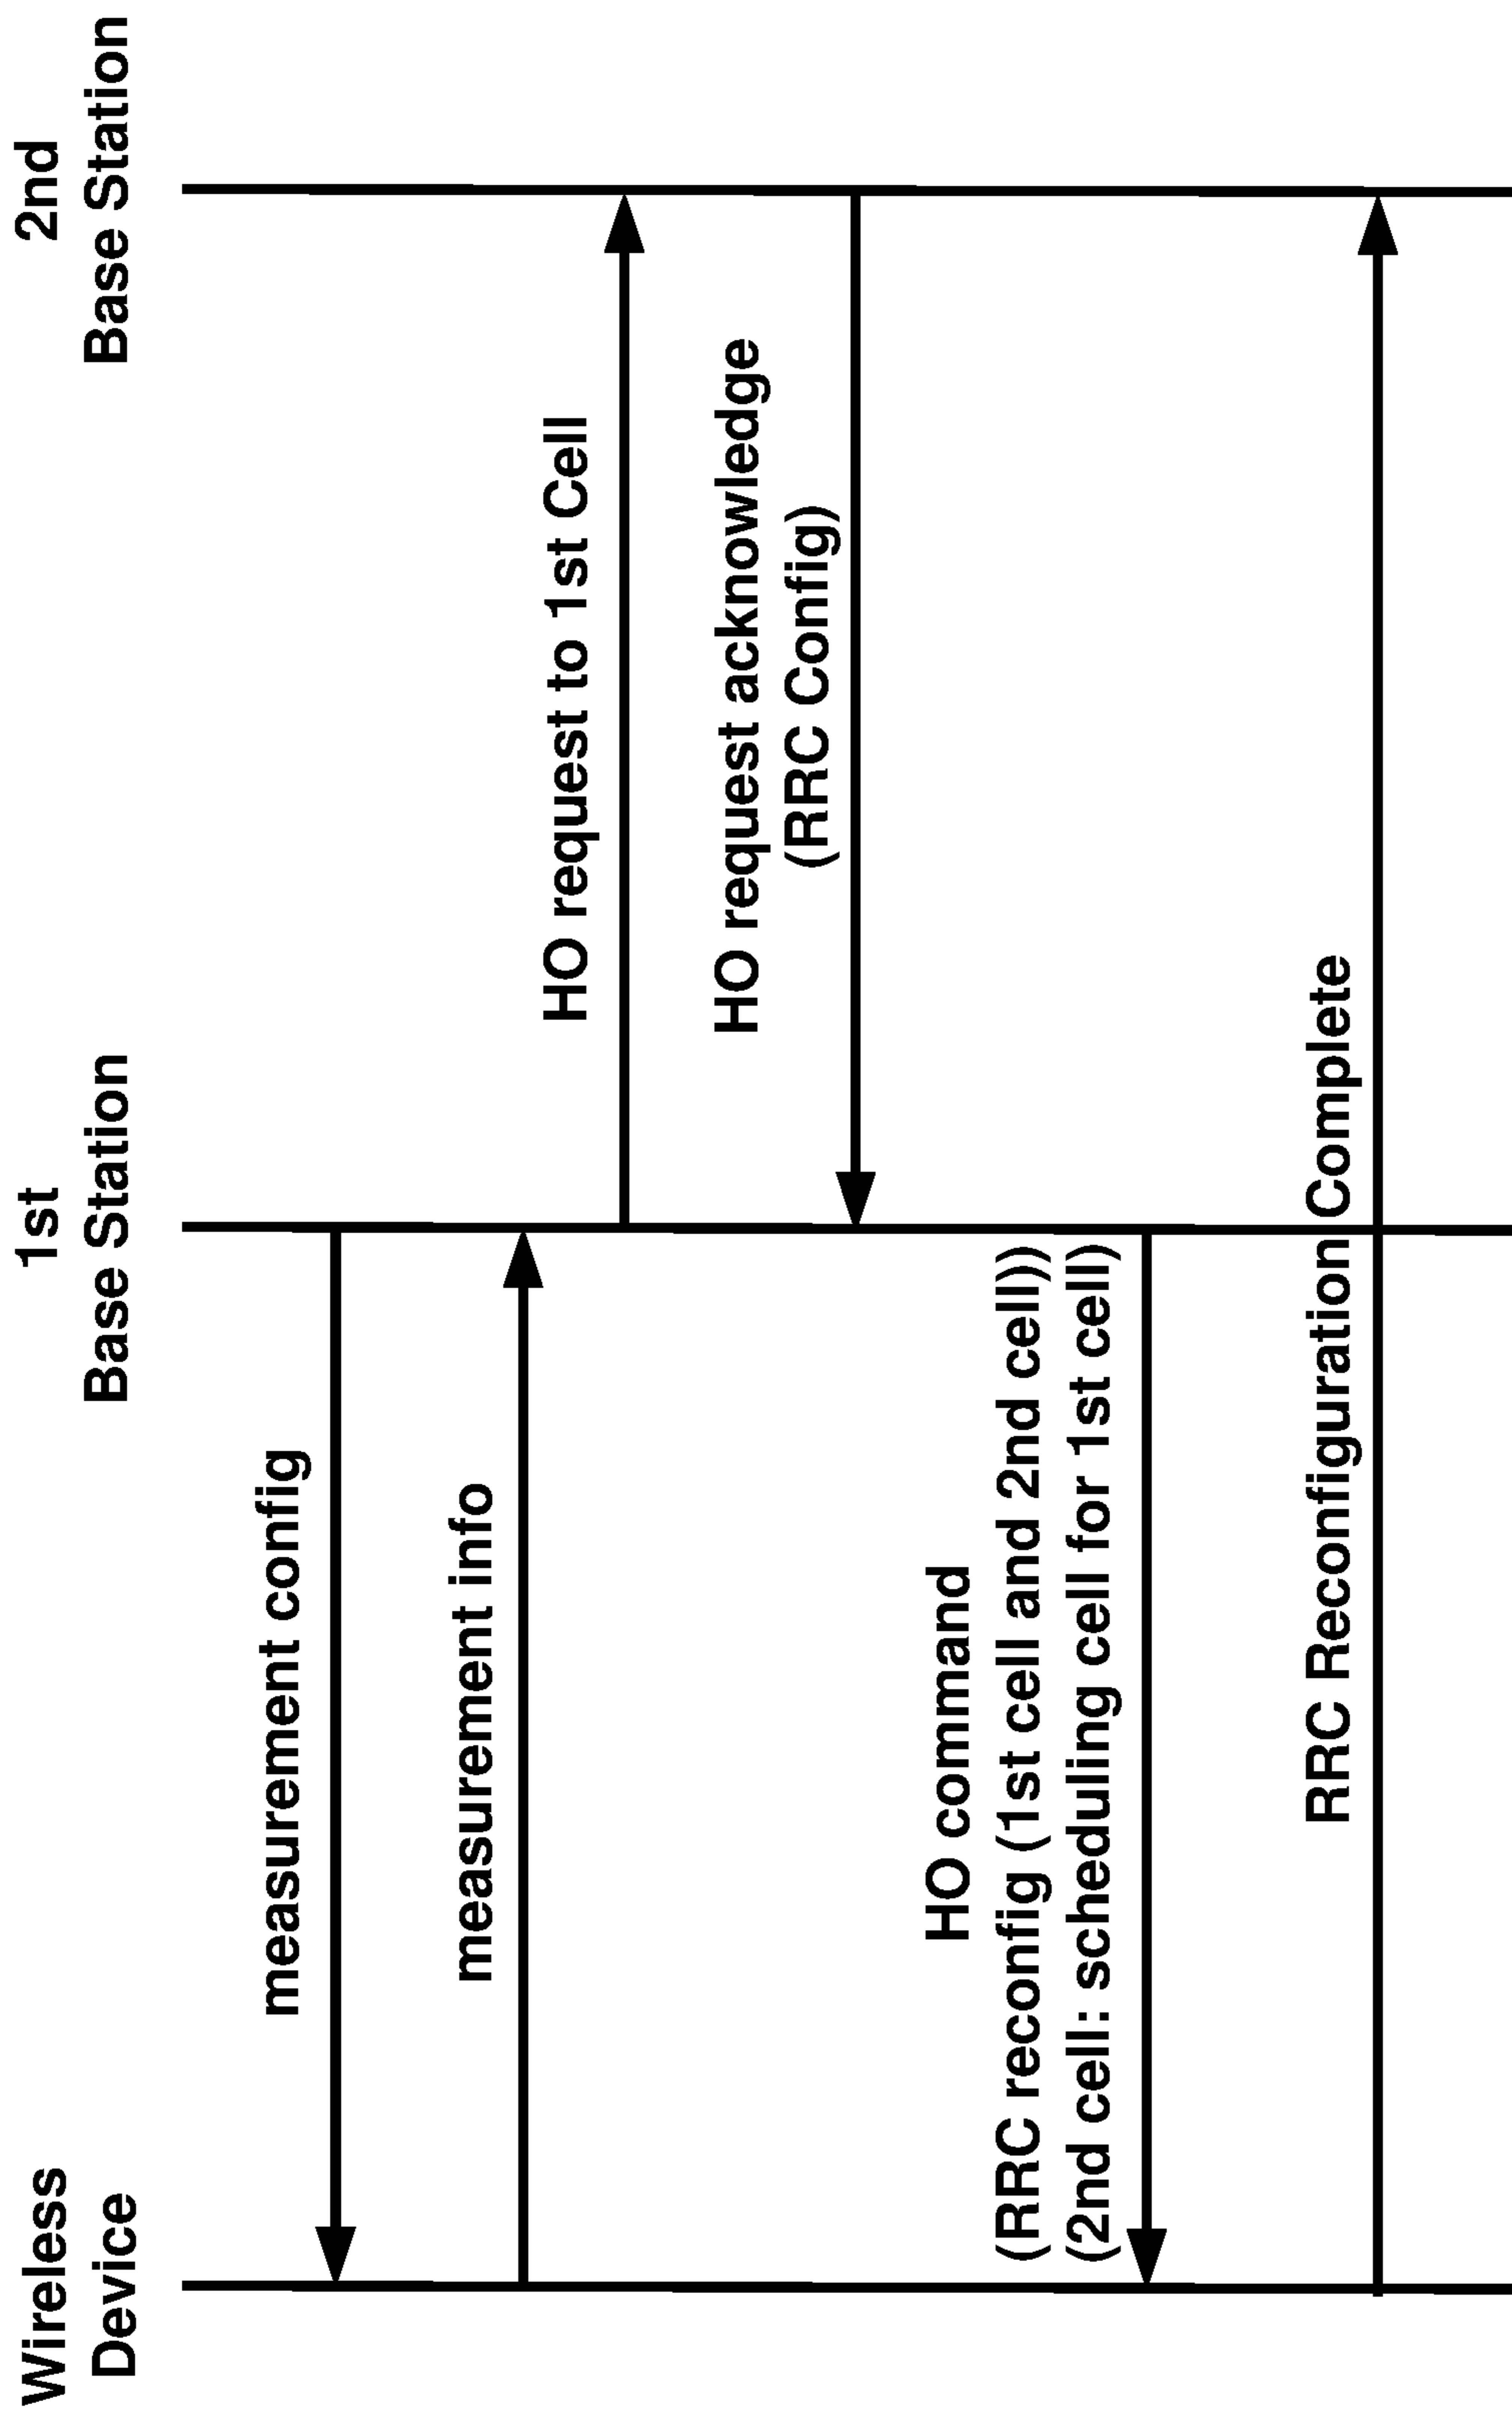 Wireless
Device
1st
Base Station
2nd
Base Station
measurement config
measurement info
HO request to 1st Cell
HO request acknowledge
(RRC Config)
HO command
(RRC reconfig (1st cell and 2nd cell))
(2nd cell: scheduling cell for 1st cell)
RRC Reconfiguration Complete